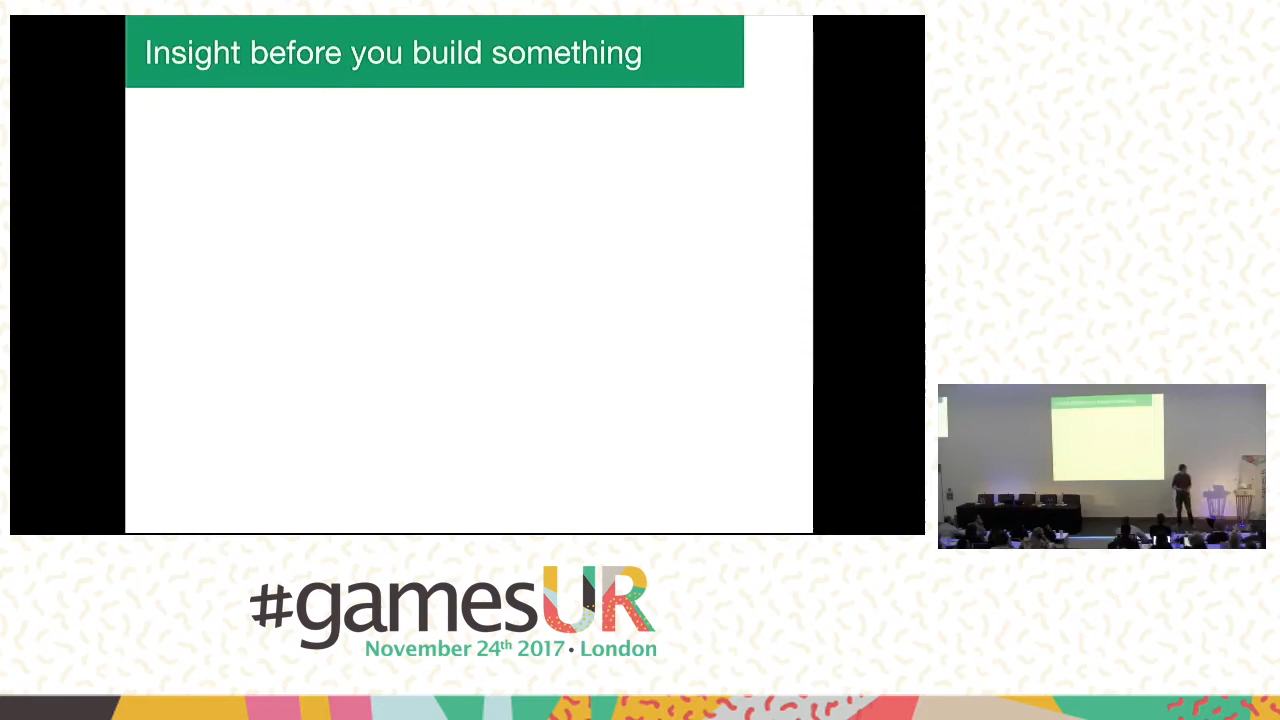 Insight before you build something
#gamesUR
November 24th 2017 • London